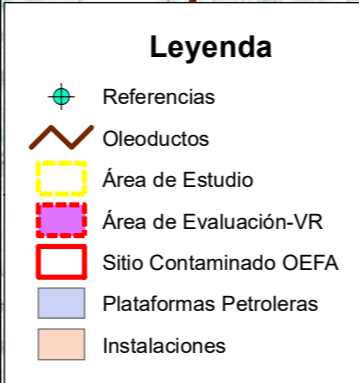 Leyenda
Referencias
Oleoductos
Área de Estudio
Área de Evaluación-VR
Sitio Contaminado OEFA
Plataformas Petroleras
Instalaciones